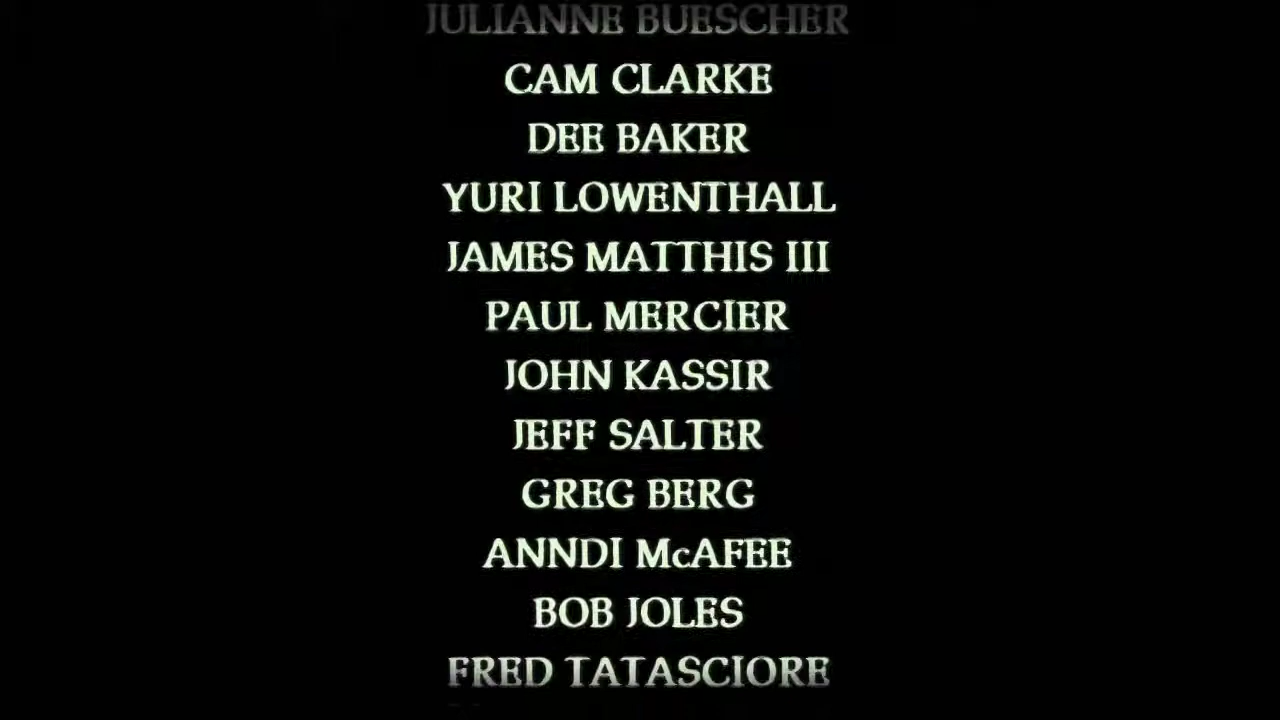 JULIANNE BUESCHER
CAM CLARKE
DEE BAKER
YURI LOWENTHALL
JAMES MATTHIS III
PAUL MERCIER
JOHN KASSIR
JEFF SALTER
GREG BERG
ANNDI McAFEE
BOB JOLES
FRED TATASCIORE